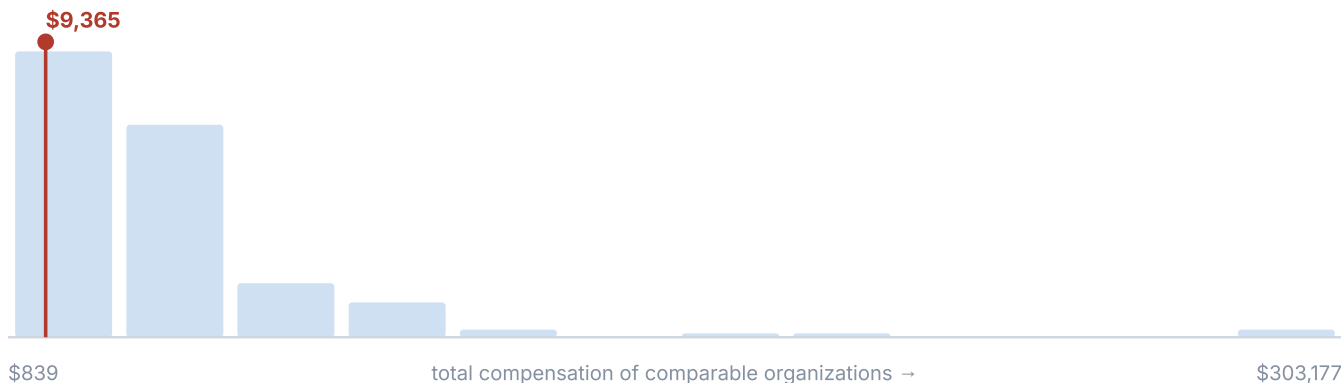 $9,365
$839
total compensation of comparable organizations →
$303,177